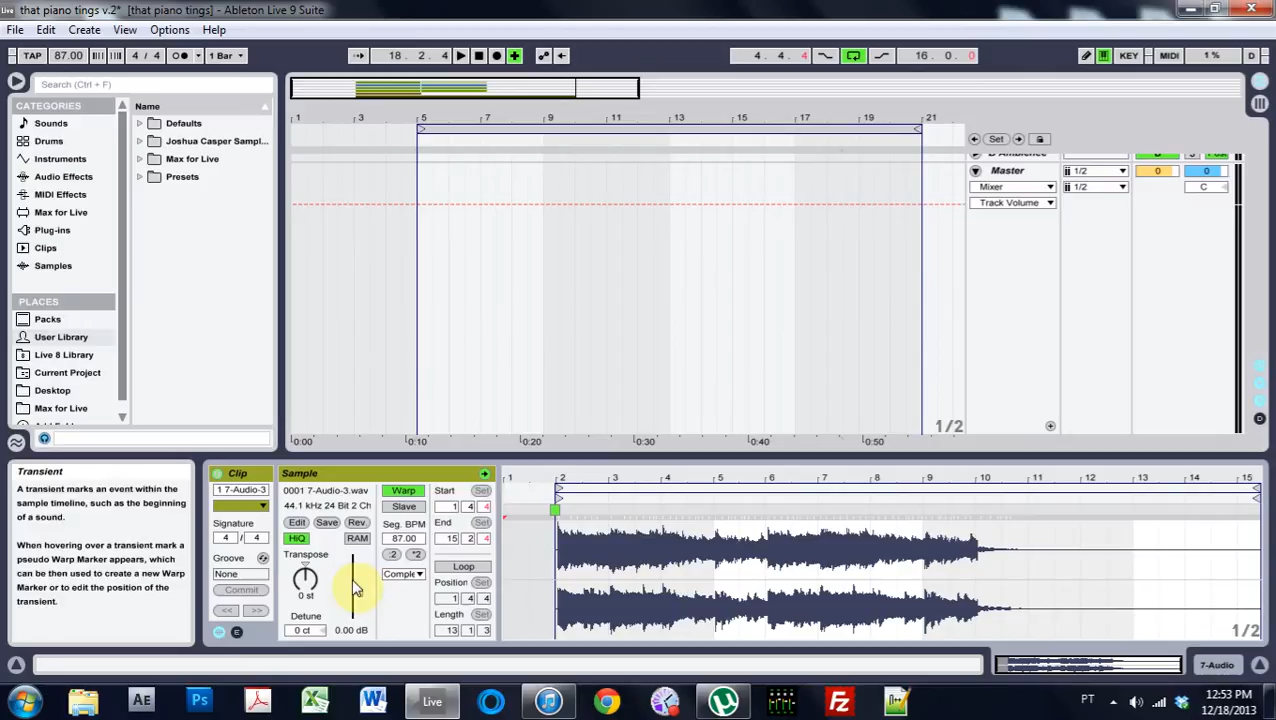 that piano tings v.2* [that piano tings] - Ableton Live 9 Suite
File Edit Create View Options Help
TAP 87.00 4 / 4 1 Bar 18. 2. 4 4. 4. 4 16. 0. 0 KEY MIDI 1 % D
Search (Ctrl + F)
CATEGORIES
Sounds
Drums
Instruments
Audio Effects
MIDI Effects
Max for Live
Plug-ins
Clips
Samples
PLACES
Packs
User Library
Live 8 Library
Current Project
Desktop
Max for Live
Name
Defaults
Joshua Casper Sampl...
Max for Live
Presets
1 3 5 7 9 11 13 15 17 19 21
Set
Master 1/2 0 0
Mixer 1/2 C
Track Volume
1/2
0:00 0:10 0:20 0:30 0:40 0:50
D
Transient
A transient marks an event within the
sample timeline, such as the beginning
of a sound.
When hovering over a transient mark a
pseudo Warp Marker appears, which
can be then used to create a new Warp
Marker or to edit the position of the
transient.
Clip
1 7-Audio-3
Signature
4 / 4
Groove
None
Commit
<< >>
E
Sample
0001 7-Audio-3.wav
44.1 kHz 24 Bit 2 Ch
Edit Save Rev.
HiQ RAM
Transpose
0 st
Detune
0 ct 0.00 dB
Warp
Slave
Seg. BPM
87.00
:2 *2
Comple
Start Set
1 4 4
End Set
15 2 4
Loop
Position Set
1 4 4
Length Set
13 1 3
1 2 3 4 5 6 7 8 9 10 11 12 13 14 15
1/2
7-Audio
Ae Ps Live
PT 12:53 PM
12/18/2013